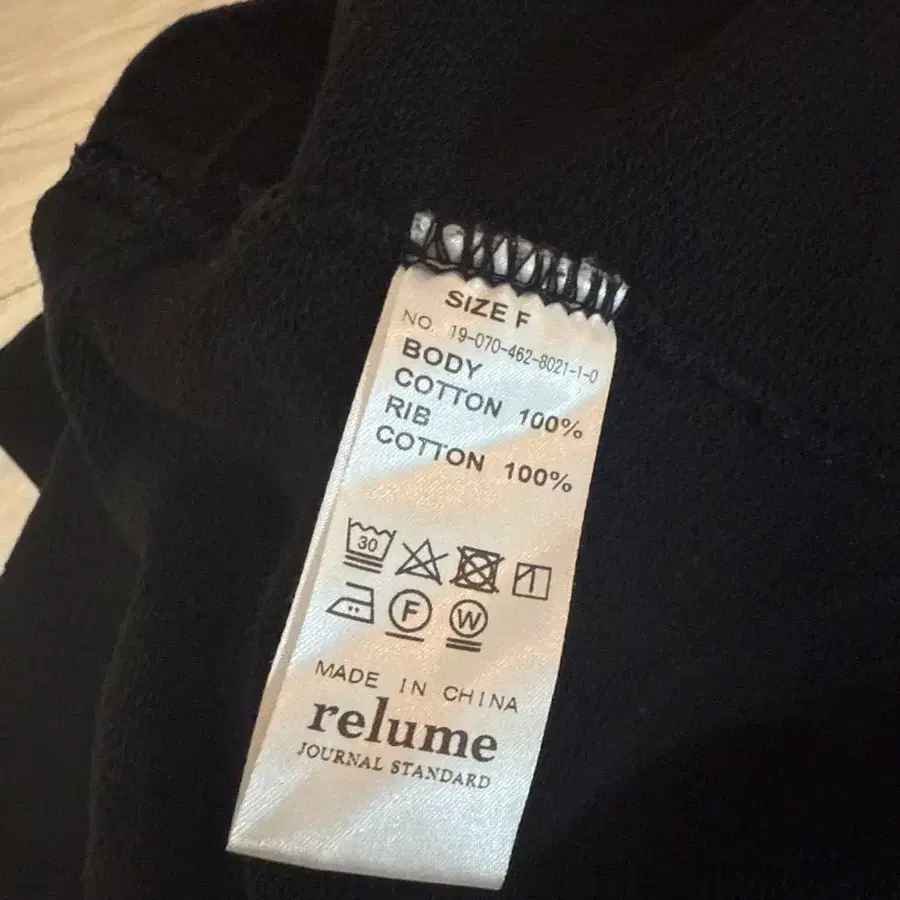 SIZE F
NO. 19-070-462-8021-1-0
BODY
COTTON 100%
RIB
COTTON 100%
30
F W
MADE IN CHINA
relume
JOURNAL STANDARD